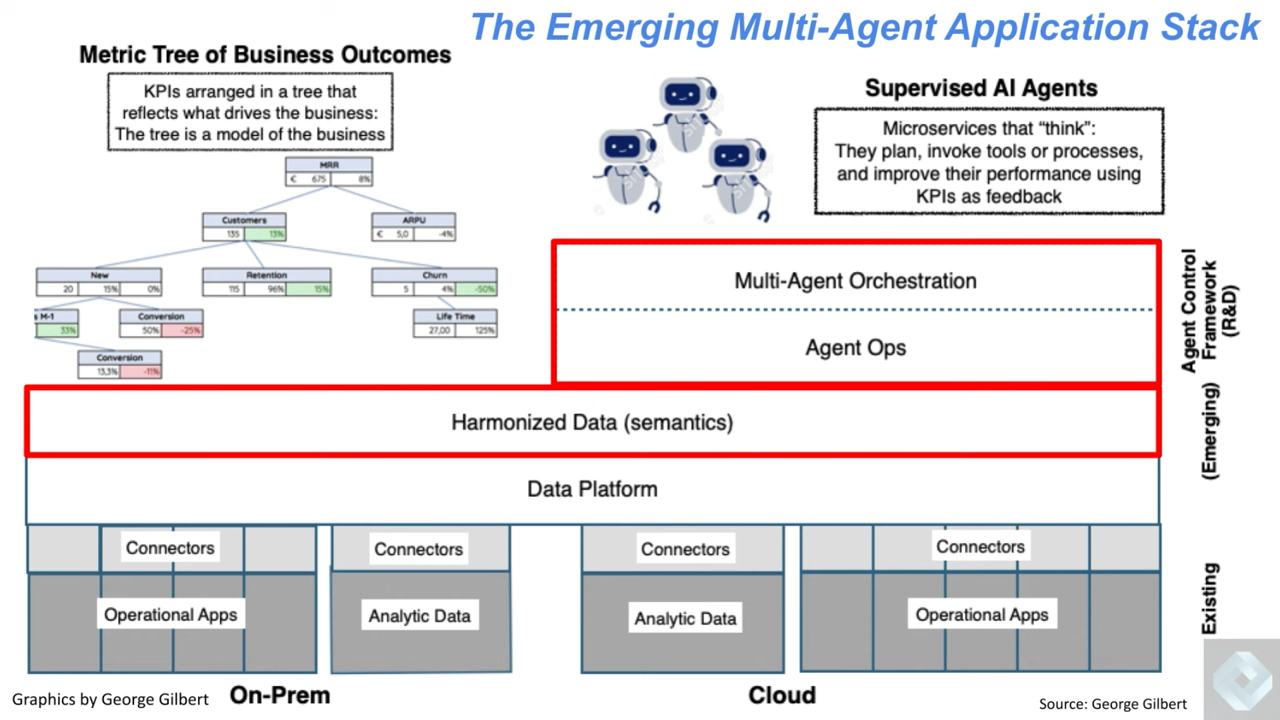 The Emerging Multi-Agent Application Stack
Metric Tree of Business Outcomes
KPIs arranged in a tree that
reflects what drives the business:
The tree is a model of the business
MRR
€ 675 8%
Customers
135 13%
ARPU
€ 5,0 -4%
New
20 15% 0%
Retention
115 96% 15%
Churn
5 4% -50%
s M-1
33%
Conversion
50% -25%
Life Time
27,00 125%
Conversion
13,3% -11%
Supervised AI Agents
Microservices that “think”:
They plan, invoke tools or processes,
and improve their performance using
KPIs as feedback
Multi-Agent Orchestration
Agent Ops
Agent Control
Framework
(R&D)
Harmonized Data (semantics)
(Emerging)
Data Platform
Connectors
Connectors
Connectors
Connectors
Operational Apps
Analytic Data
Analytic Data
Operational Apps
Existing
On-Prem
Cloud
Graphics by George Gilbert
Source: George Gilbert